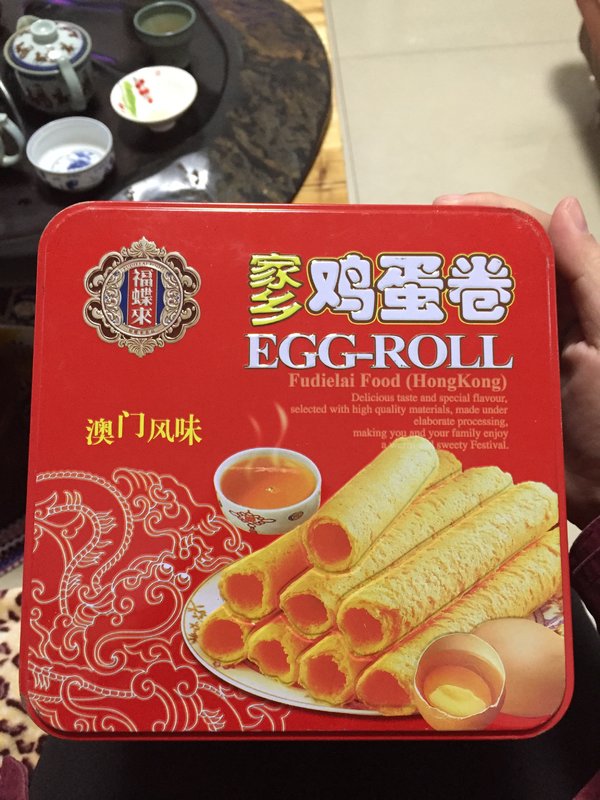 福蝶來
家乡鸡蛋卷
EGG-ROLL
Fudielai Food (HongKong)
Delicious taste and special flavour,
selected with high quality materials, made under
elaborate processing,
making you and your family enjoy
a sweety Festival.
澳门风味